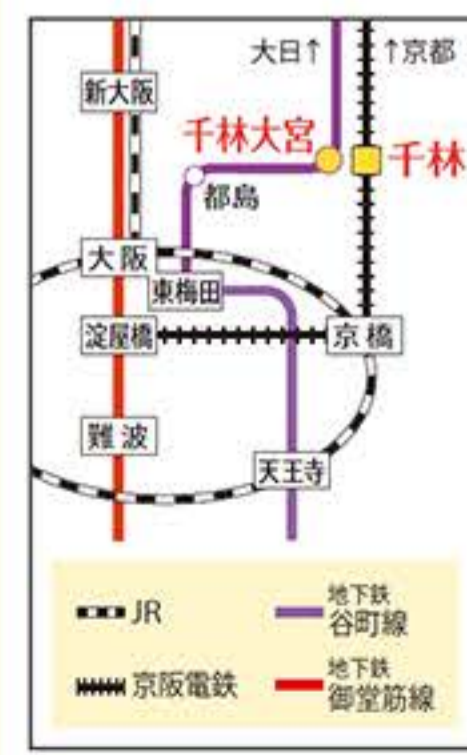 大日↑
↑京都
新大阪
千林大宮
千林
都島
大阪
東梅田
淀屋橋
京橋
難波
天王寺
JR
地下鉄
谷町線
京阪電鉄
地下鉄
御堂筋線